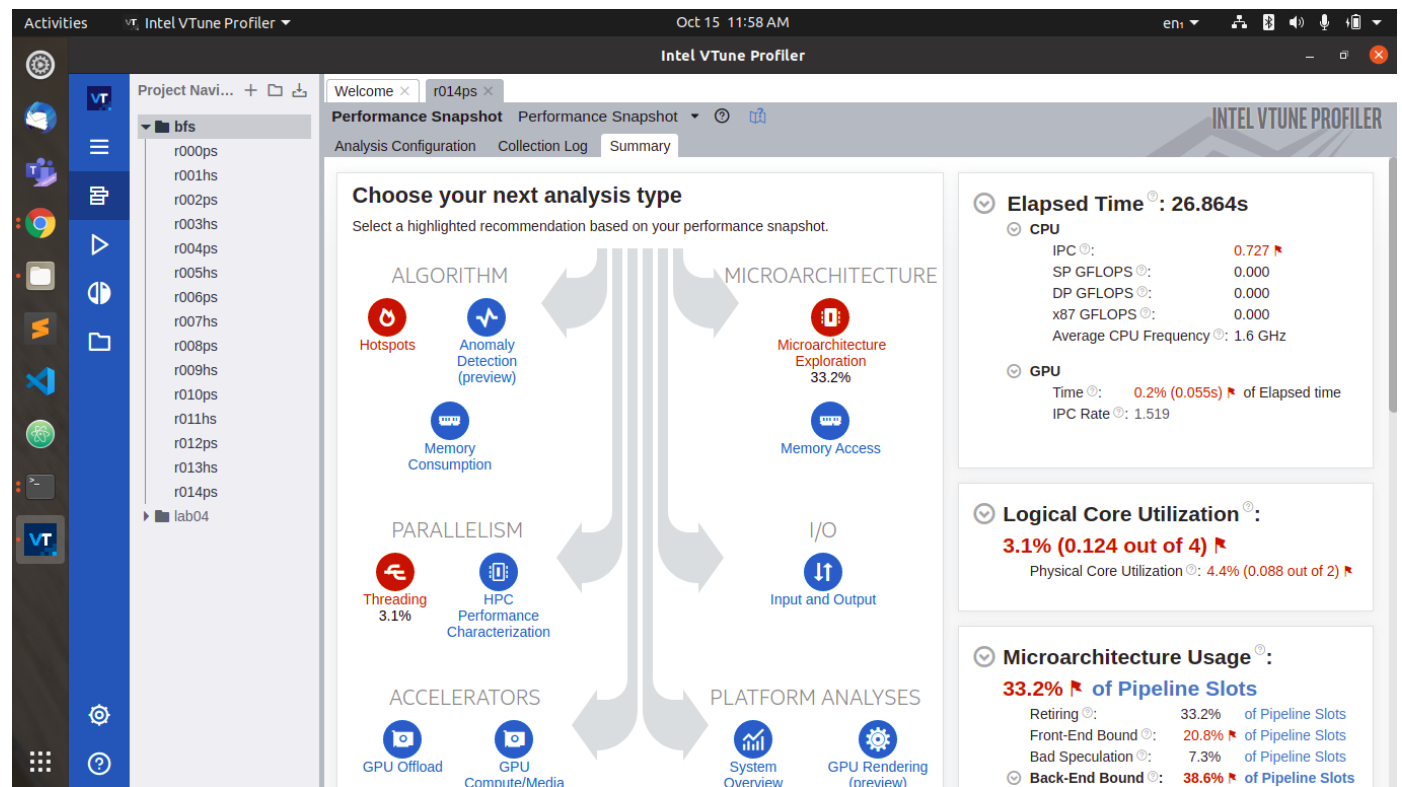 Activities Intel VTune Profiler Oct 15 11:58 AM en₁
Intel VTune Profiler
VT
Project Navi...
bfs
r000ps
r001hs
r002ps
r003hs
r004ps
r005hs
r006ps
r007hs
r008ps
r009hs
r010ps
r011hs
r012ps
r013hs
r014ps
lab04
Welcome r014ps
Performance Snapshot Performance Snapshot
INTEL VTUNE PROFILER
Analysis Configuration Collection Log Summary
Choose your next analysis type
Select a highlighted recommendation based on your performance snapshot.
ALGORITHM
Hotspots
Anomaly
Detection
(preview)
Memory
Consumption
MICROARCHITECTURE
Microarchitecture
Exploration
33.2%
Memory Access
PARALLELISM
Threading
3.1%
HPC
Performance
Characterization
I/O
Input and Output
ACCELERATORS
GPU Offload
GPU
Compute/Media
PLATFORM ANALYSES
System
Overview
GPU Rendering
(preview)
Elapsed Time: 26.864s
CPU
IPC: 0.727
SP GFLOPS: 0.000
DP GFLOPS: 0.000
x87 GFLOPS: 0.000
Average CPU Frequency: 1.6 GHz
GPU
Time: 0.2% (0.055s) of Elapsed time
IPC Rate: 1.519
Logical Core Utilization:
3.1% (0.124 out of 4)
Physical Core Utilization: 4.4% (0.088 out of 2)
Microarchitecture Usage:
33.2% of Pipeline Slots
Retiring: 33.2% of Pipeline Slots
Front-End Bound: 20.8% of Pipeline Slots
Bad Speculation: 7.3% of Pipeline Slots
Back-End Bound: 38.6% of Pipeline Slots
VT